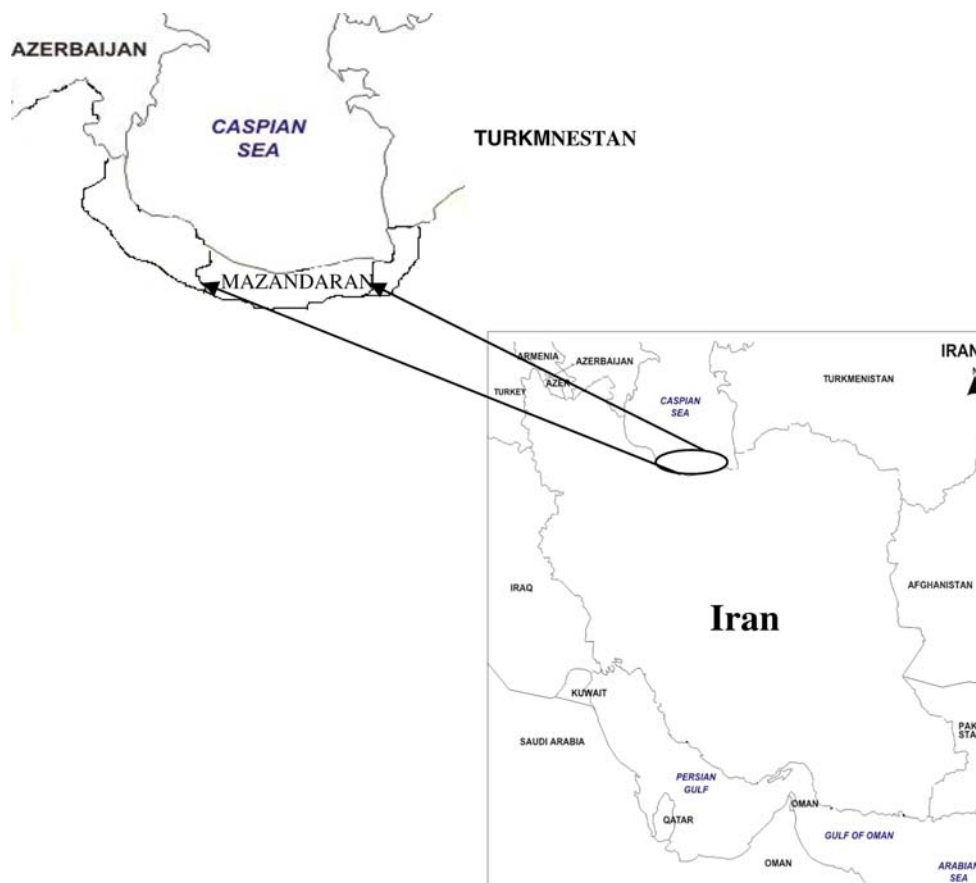 AZERBAIJAN
CASPIAN
SEA
TURKMNESTAN
MAZANDARAN
IRAN
N
ARMENIA
AZERBAIJAN
AZER
TURKEY
CASPIAN
SEA
TURKMENISTAN
IRAQ
AFGHANISTAN
Iran
KUWAIT
SAUDI ARABIA
PAK
STA
PERSIAN
GULF
QATAR
OMAN
GULF OF OMAN
OMAN
ARABIAN
SEA